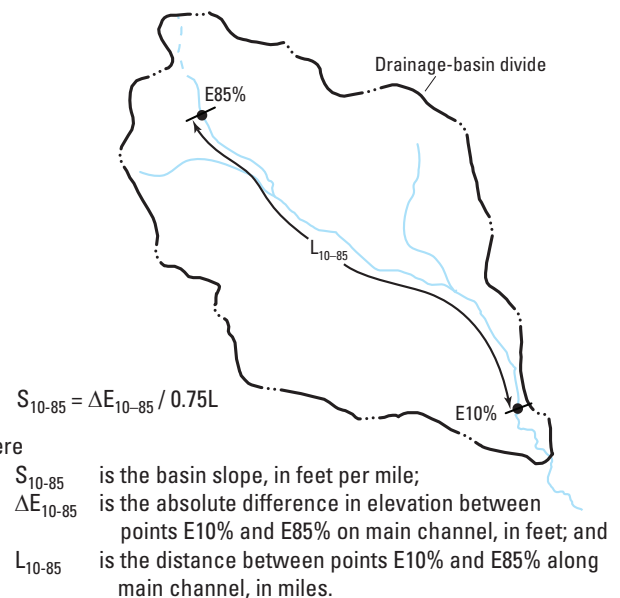 Drainage-basin divide
E85%
L10–85
E10%
S10-85 = ΔE10–85 / 0.75L
ere
S10-85 is the basin slope, in feet per mile;
ΔE10-85 is the absolute difference in elevation between
points E10% and E85% on main channel, in feet; and
L10-85 is the distance between points E10% and E85% along
main channel, in miles.